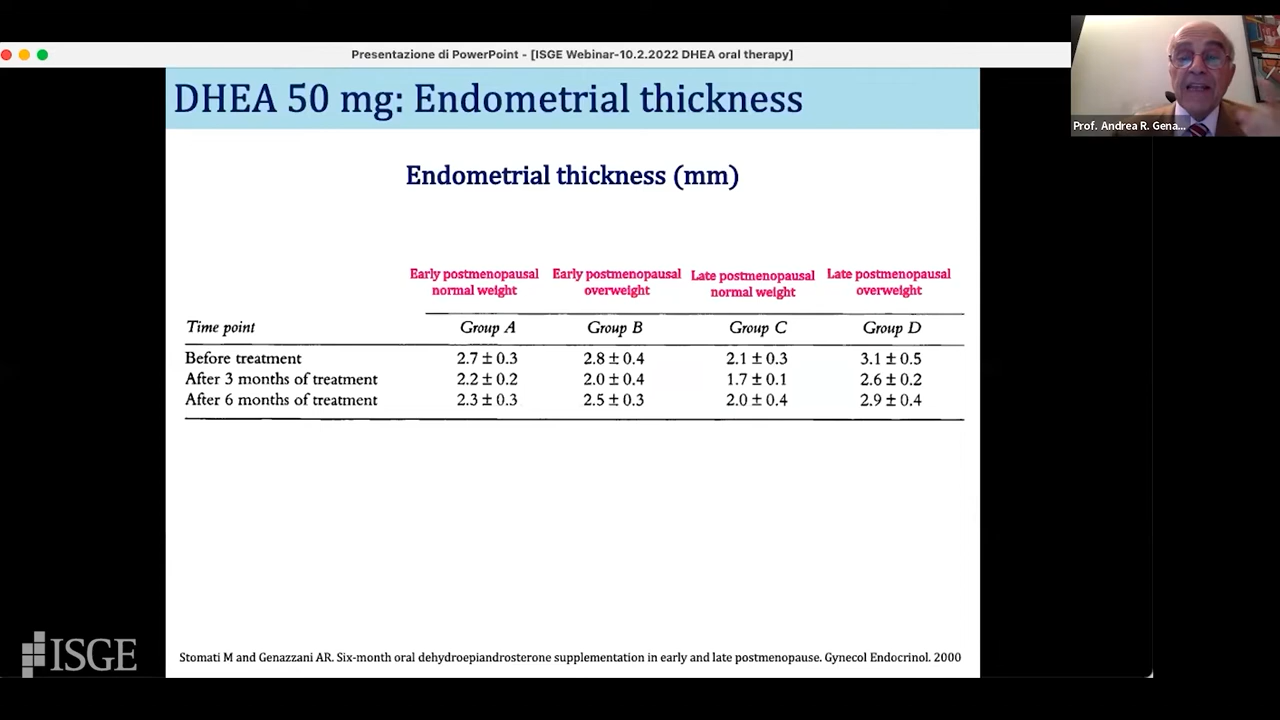 Presentazione di PowerPoint - [ISGE Webinar-10.2.2022 DHEA oral therapy]
Prof. Andrea R. Gena...
DHEA 50 mg: Endometrial thickness
Endometrial thickness (mm)
Early postmenopausal normal weight
Early postmenopausal overweight
Late postmenopausal normal weight
Late postmenopausal overweight
Time point Group A Group B Group C Group D
Before treatment 2.7 ± 0.3 2.8 ± 0.4 2.1 ± 0.3 3.1 ± 0.5
After 3 months of treatment 2.2 ± 0.2 2.0 ± 0.4 1.7 ± 0.1 2.6 ± 0.2
After 6 months of treatment 2.3 ± 0.3 2.5 ± 0.3 2.0 ± 0.4 2.9 ± 0.4
ISGE
Stomati M and Genazzani AR. Six-month oral dehydroepiandrosterone supplementation in early and late postmenopause. Gynecol Endocrinol. 2000